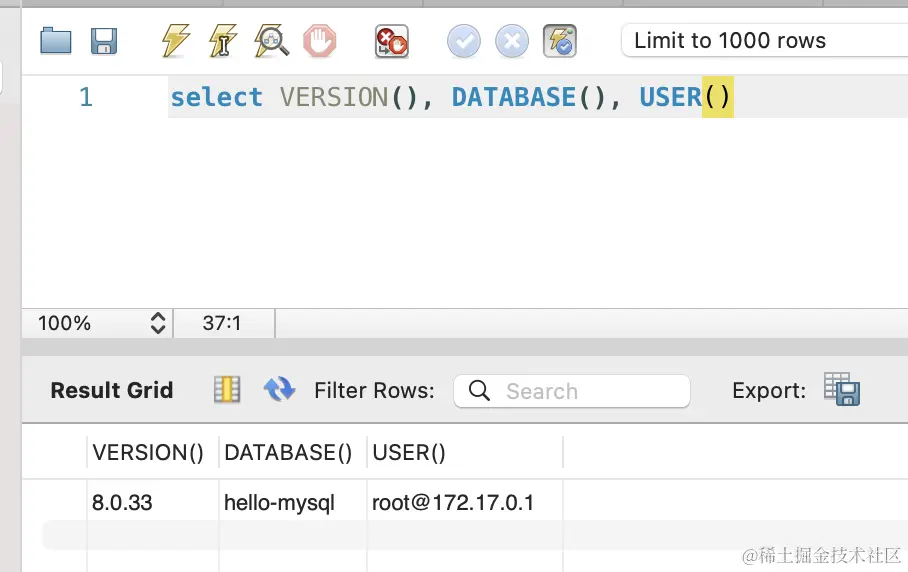 Limit to 1000 rows
1 select VERSION(), DATABASE(), USER()
100% 37:1
Result Grid Filter Rows: Search Export:
VERSION() DATABASE() USER()
8.0.33 hello-mysql root@172.17.0.1
@稀土掘金技术社区